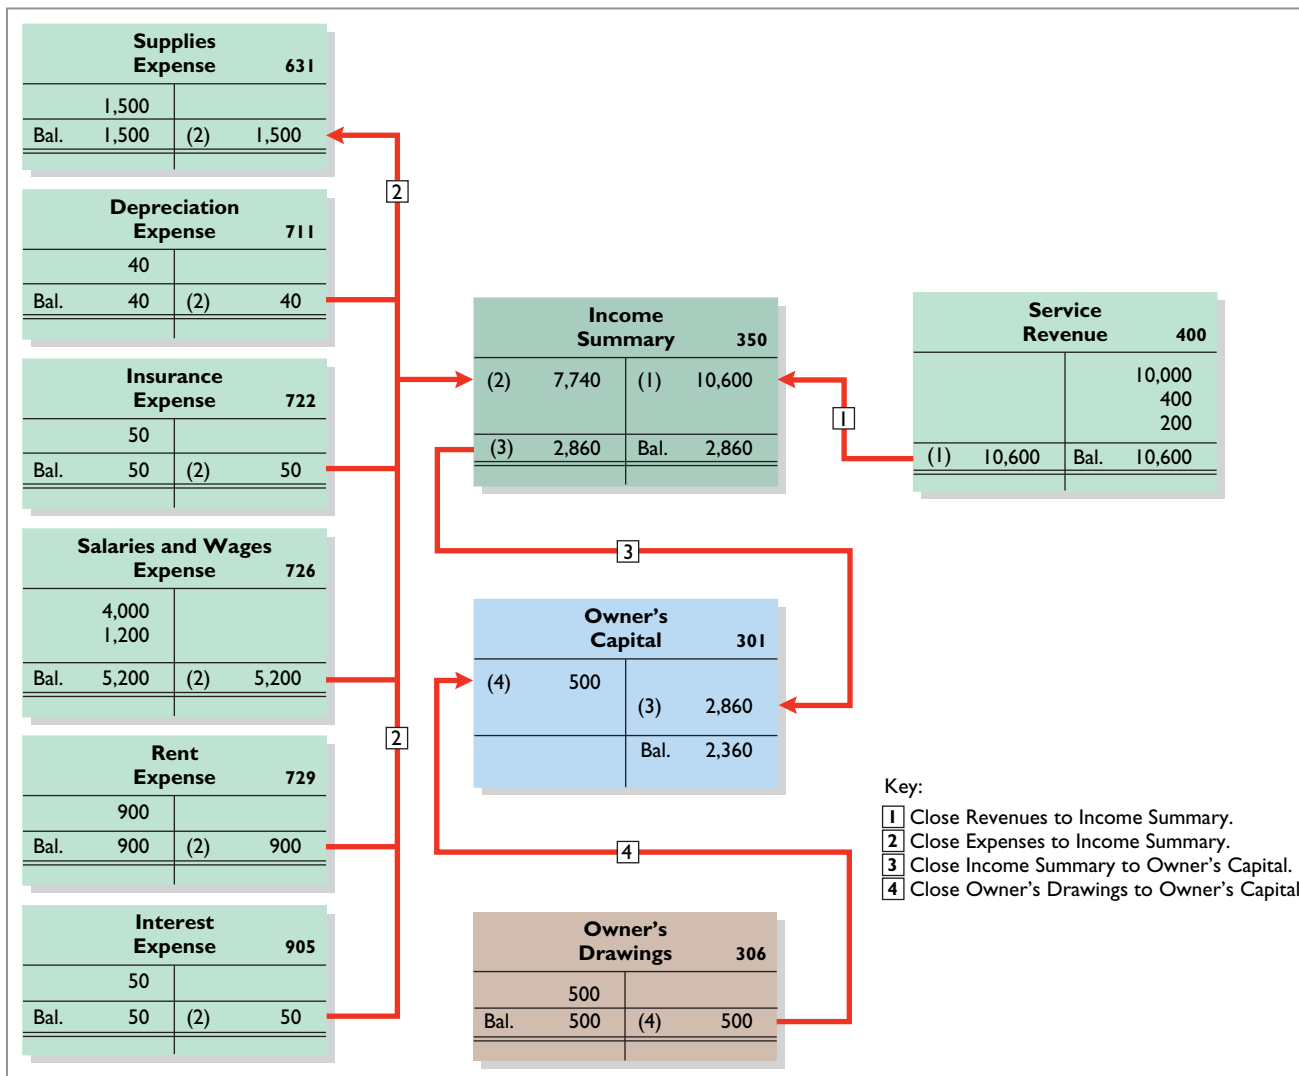 Supplies
Expense 631
1,500
Bal. 1,500 (2) 1,500
2
Depreciation
Expense 711
40
Bal. 40 (2) 40
Insurance
Expense 722
50
Bal. 50 (2) 50
Salaries and Wages
Expense 726
4,000
1,200
Bal. 5,200 (2) 5,200
2
Rent
Expense 729
900
Bal. 900 (2) 900
Interest
Expense 905
50
Bal. 50 (2) 50
Income
Summary 350
(2) 7,740 (1) 10,600
(3) 2,860 Bal. 2,860
1
Service
Revenue 400
10,000
400
200
(1) 10,600 Bal. 10,600
3
Owner's
Capital 301
(4) 500
(3) 2,860
Bal. 2,360
4
Owner's
Drawings 306
500
Bal. 500 (4) 500
Key:
1 Close Revenues to Income Summary.
2 Close Expenses to Income Summary.
3 Close Income Summary to Owner's Capital.
4 Close Owner's Drawings to Owner's Capital